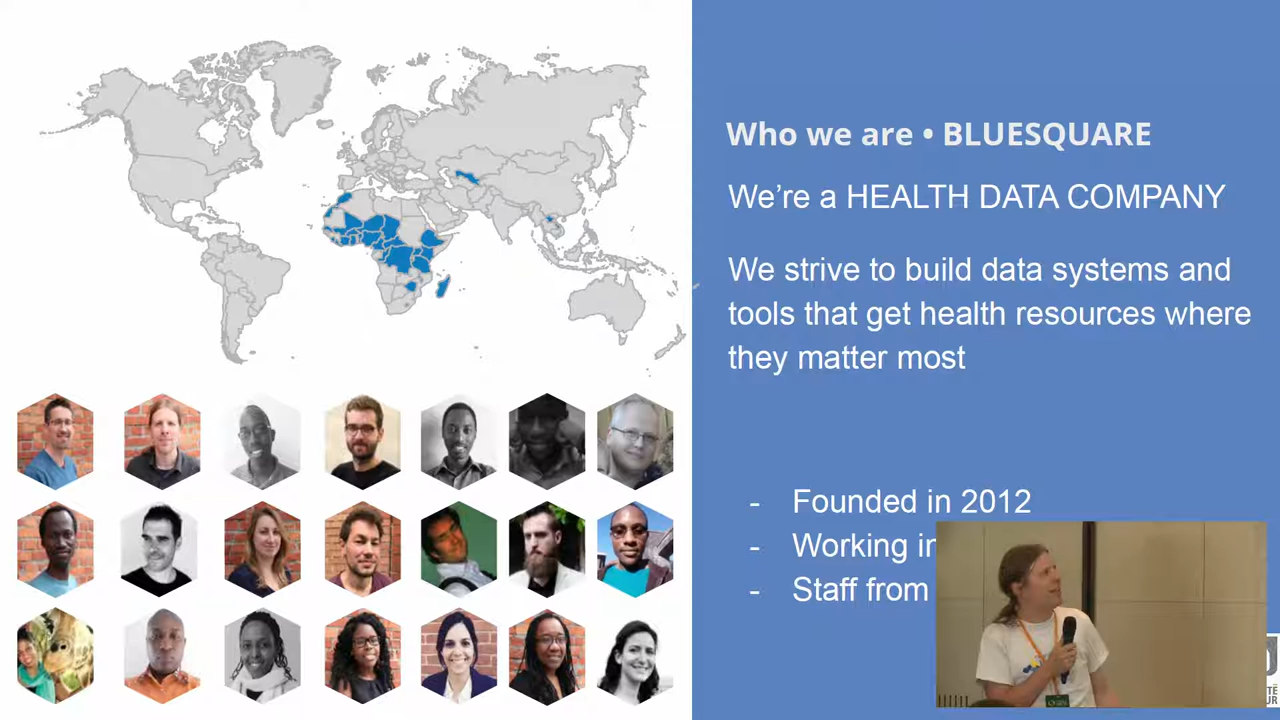 Who we are • BLUESQUARE
We're a HEALTH DATA COMPANY
We strive to build data systems and
tools that get health resources where
they matter most
- Founded in 2012
- Working
- Staff from